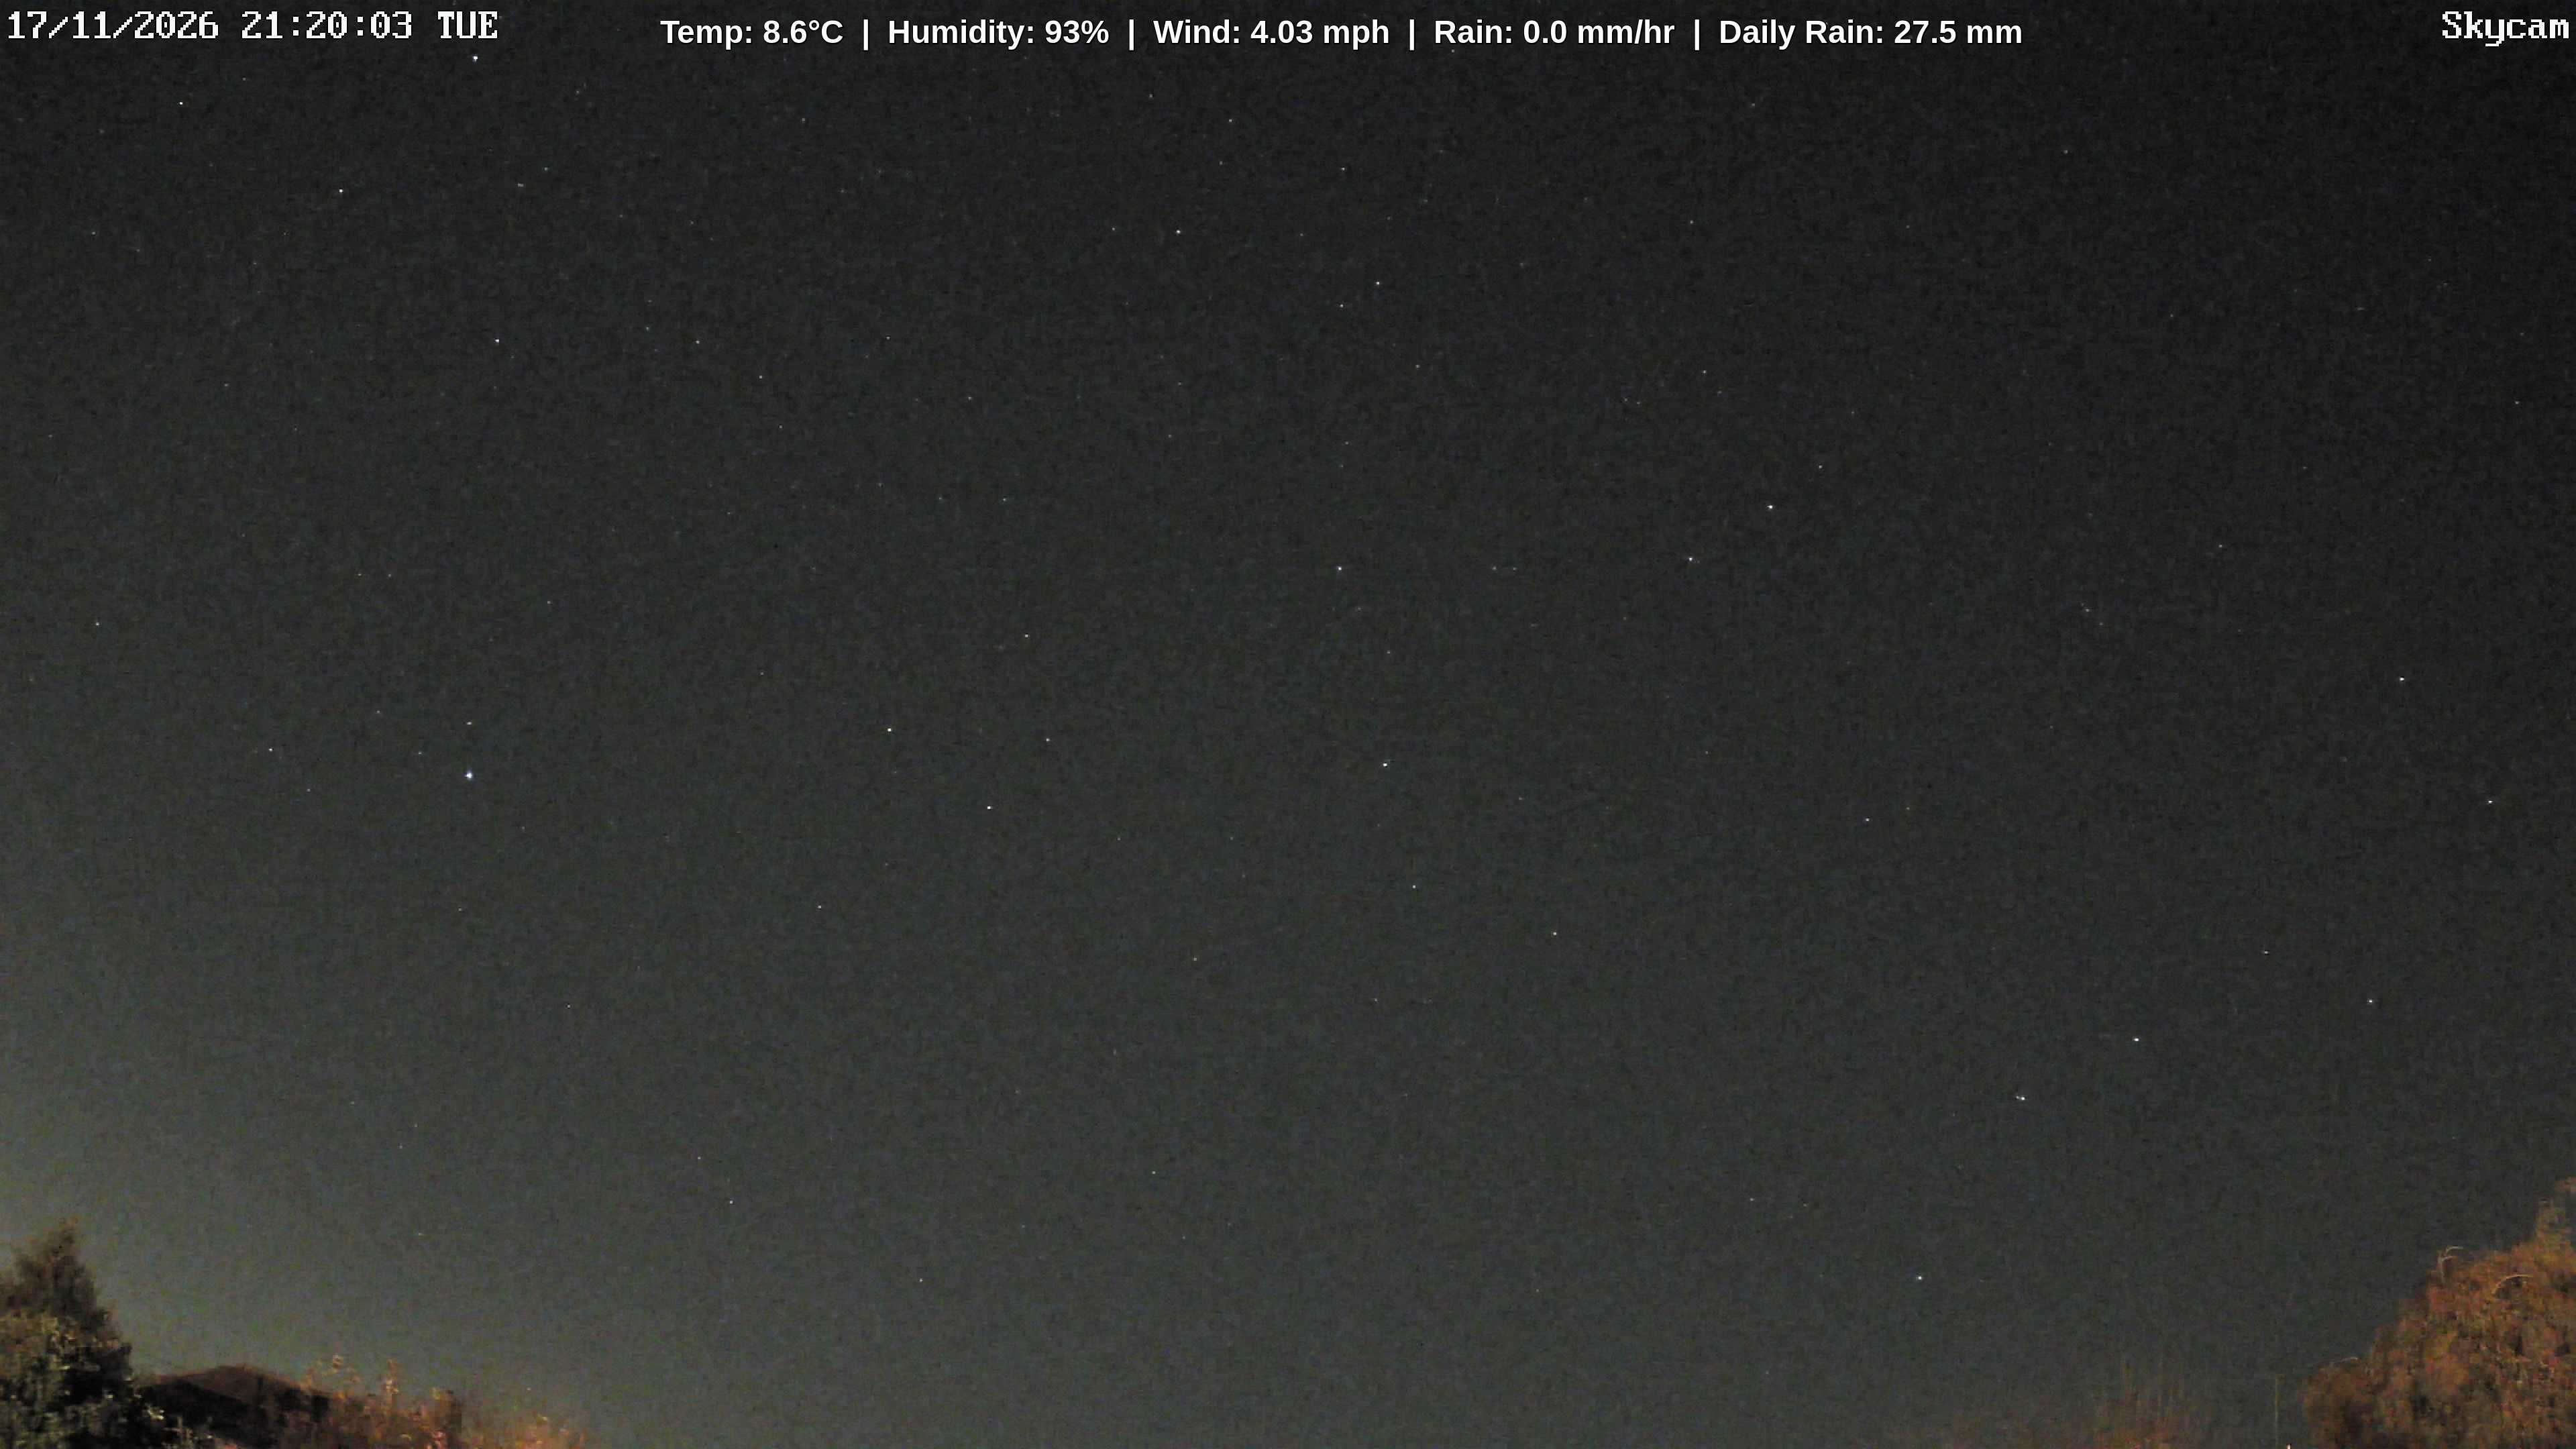 17/11/2026 21:20:03 TUE
Temp: 8.6°C | Humidity: 93% | Wind: 4.03 mph | Rain: 0.0 mm/hr | Daily Rain: 27.5 mm
Skycam